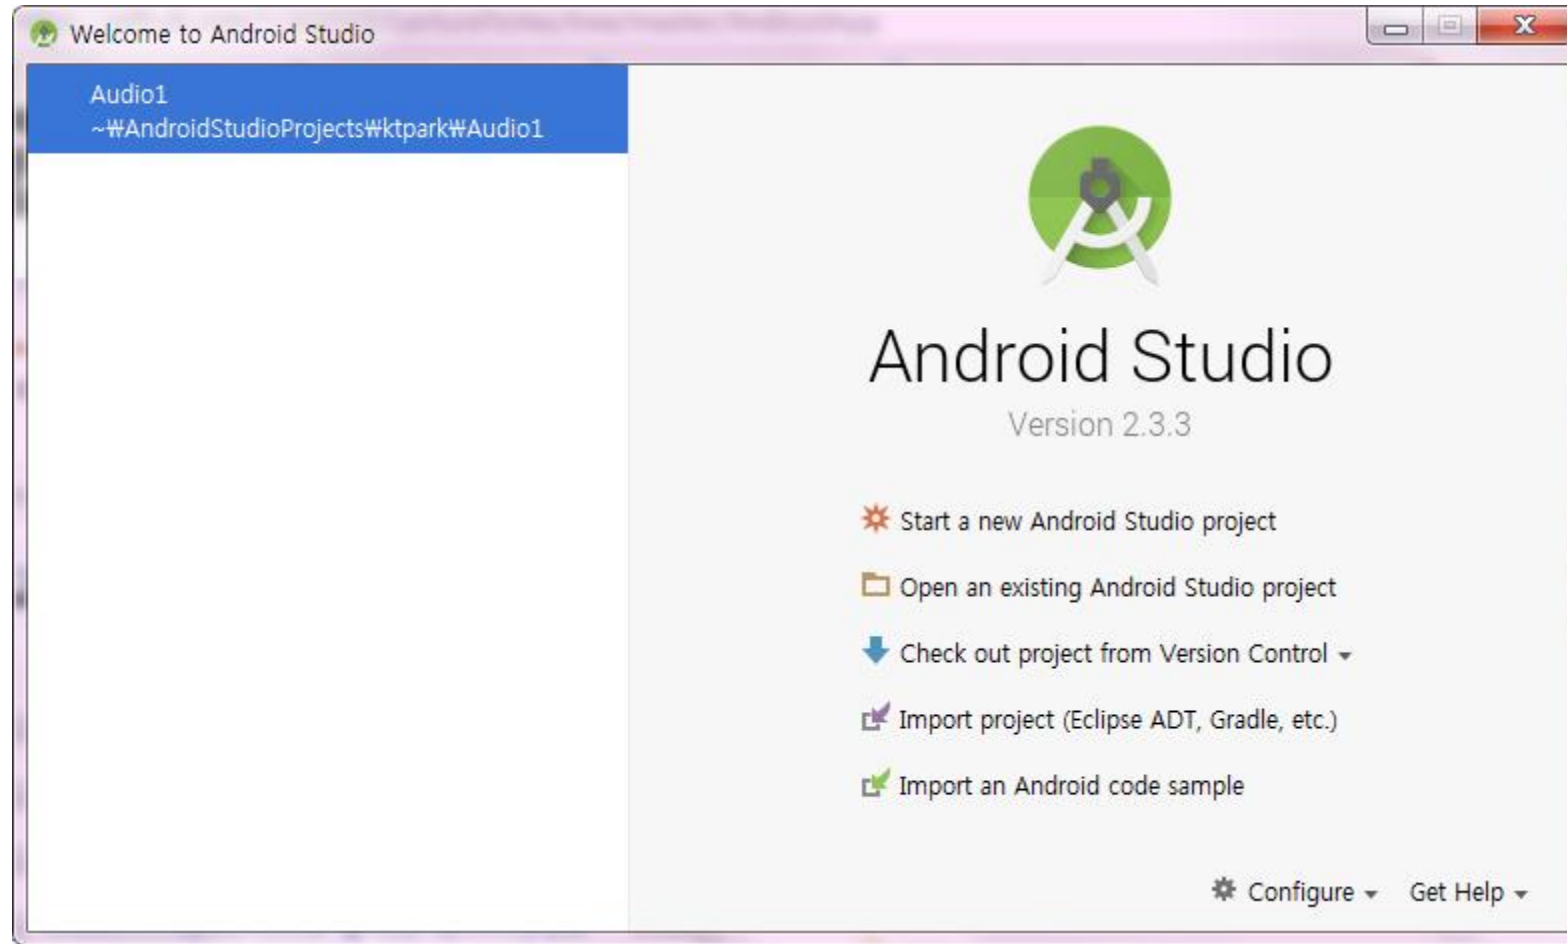 Welcome to Android Studio
Audio1
~₩AndroidStudioProjects₩ktpark₩Audio1
Android Studio
Version 2.3.3
Start a new Android Studio project
Open an existing Android Studio project
Check out project from Version Control
Import project (Eclipse ADT, Gradle, etc.)
Import an Android code sample
Configure Get Help